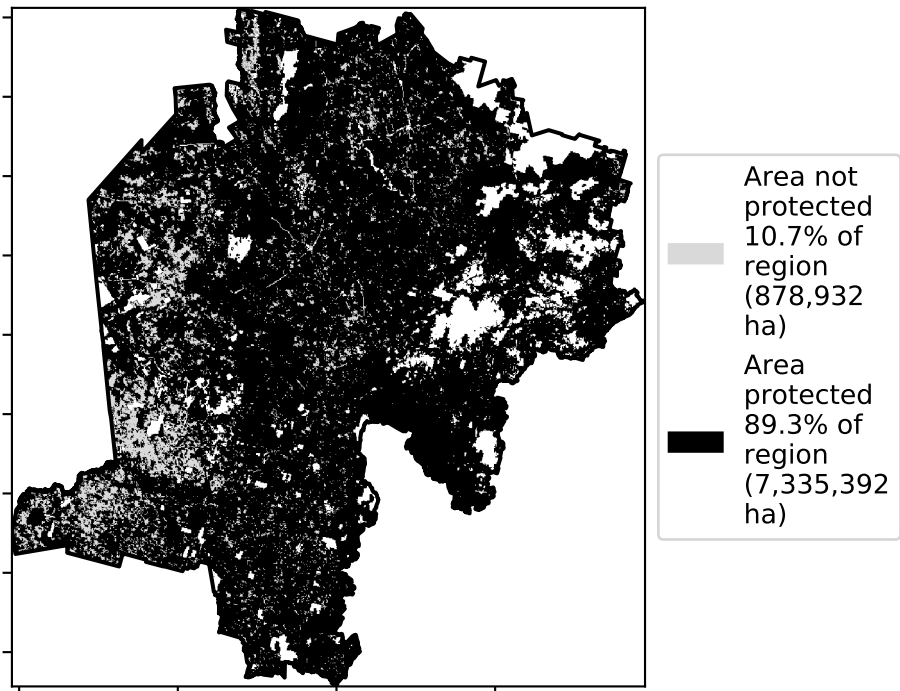 Area not
protected
10.7% of
region
(878,932
ha)
Area
protected
89.3% of
region
(7,335,392
ha)